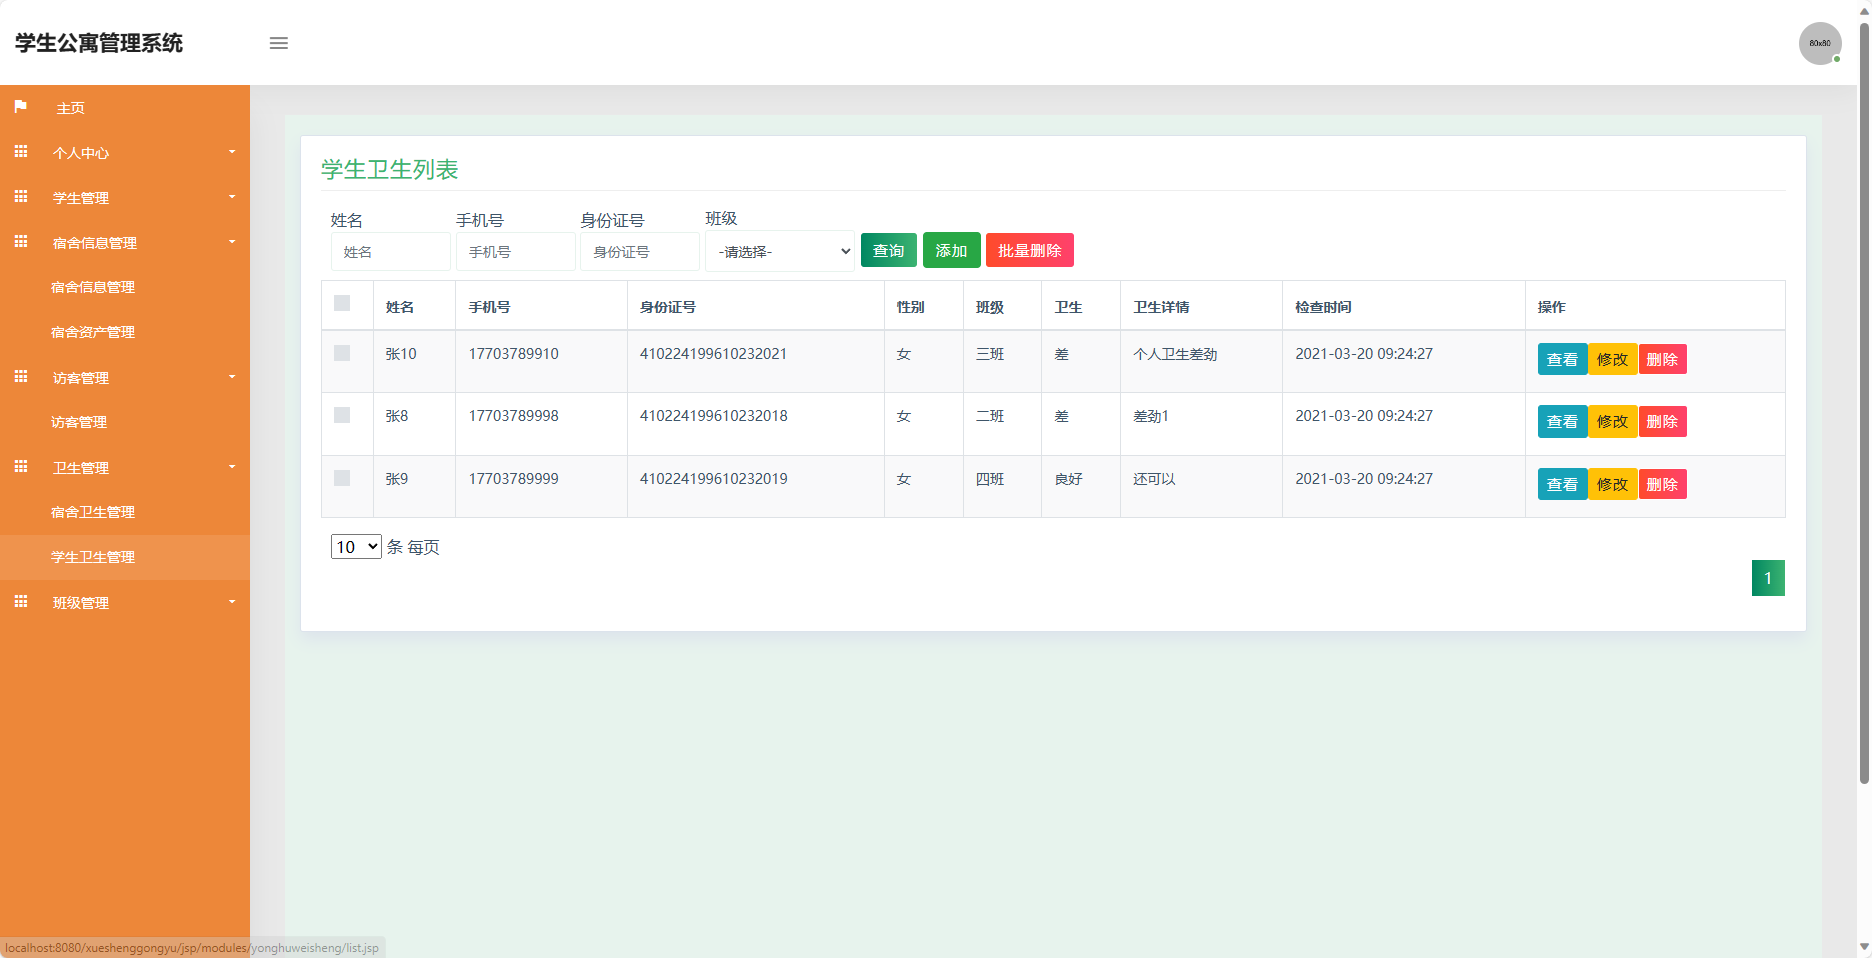 学生公寓管理系统
60x60
主页
个人中心
学生管理
宿舍信息管理
宿舍信息管理
宿舍资产管理
访客管理
访客管理
卫生管理
宿舍卫生管理
学生卫生管理
班级管理
学生卫生列表
姓名 手机号 身份证号 班级
姓名 手机号 身份证号 -请选择- 查询 添加 批量删除
姓名 手机号 身份证号 性别 班级 卫生 卫生详情 检查时间 操作
张10 17703789910 410224199610232021 女 三班 差 个人卫生差劲 2021-03-20 09:24:27 查看 修改 删除
张8 17703789998 410224199610232018 女 二班 差 差劲1 2021-03-20 09:24:27 查看 修改 删除
张9 17703789999 410224199610232019 女 四班 良好 还可以 2021-03-20 09:24:27 查看 修改 删除
10 条 每页
1
localhost:8080/xueshenggongyu/jsp/modules/yonghuweisheng/list.jsp